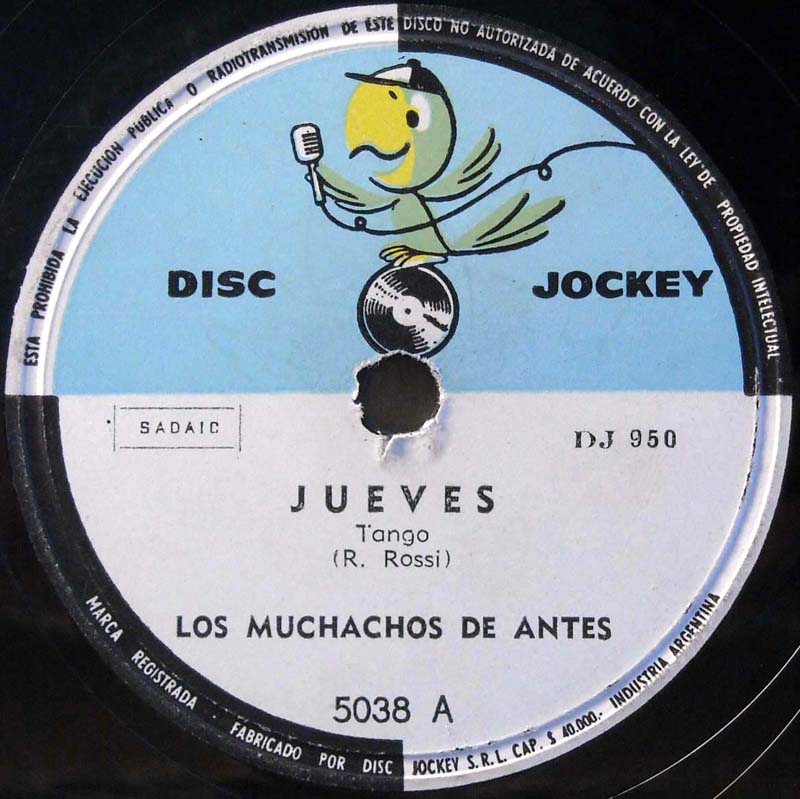 ESTA PROHIBIDA LA EJECUCION PUBLICA O RADIOTRANSMISION DE ESTE DISCO NO AUTORIZADA DE ACUERDO CON LA LEY DE PROPIEDAD INTELECTUAL
DISC JOCKEY
SADAIC
DJ 950
JUEVES
Tango
(R. Rossi)
LOS MUCHACHOS DE ANTES
5038 A
MARCA REGISTRADA FABRICADO POR DISC JOCKEY S.R.L. CAP. $ 40.000.- INDUSTRIA ARGENTINA